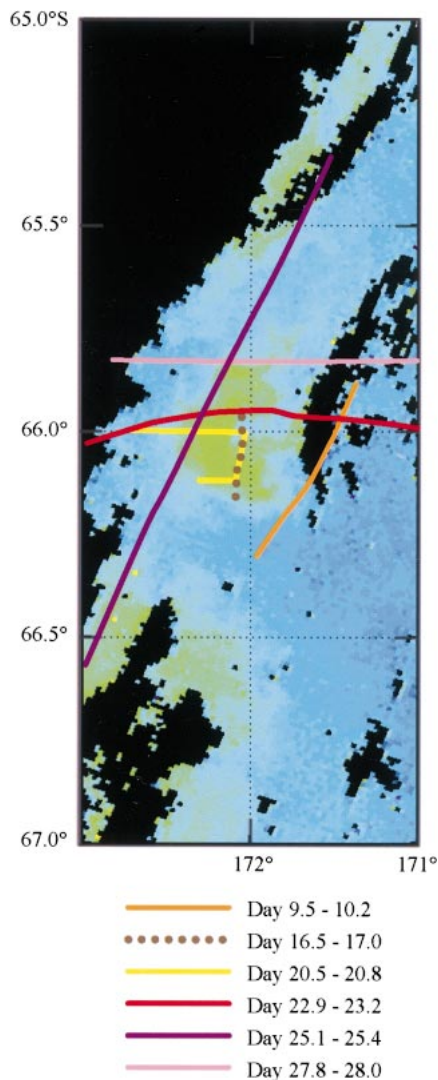 65.0°S
65.5°
66.0°
66.5°
67.0°
172° 171°
Day 9.5 - 10.2
Day 16.5 - 17.0
Day 20.5 - 20.8
Day 22.9 - 23.2
Day 25.1 - 25.4
Day 27.8 - 28.0